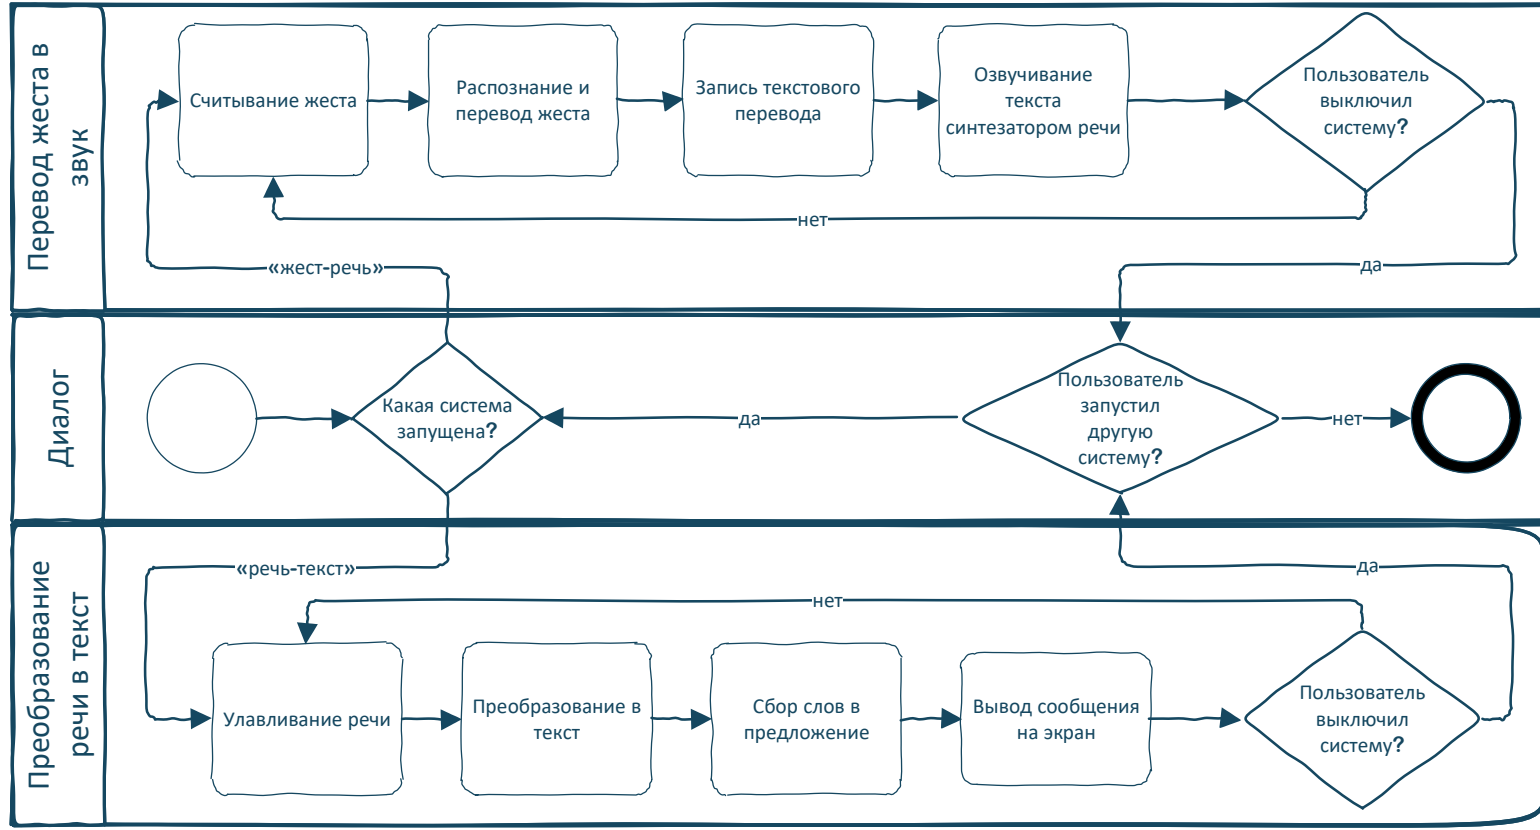 Перевод жеста в
звук
Считывание жеста
Распознание и
перевод жеста
Запись текстового
перевода
Озвучивание
текста
синтезатором речи
Пользователь
выключил
систему?
нет
«жест-речь»
да
Диалог
Какая система
запущена?
да
Пользователь
запустил
другую
систему?
нет
Преобразование
речи в текст
«речь-текст»
да
нет
Улавливание речи
Преобразование в
текст
Сбор слов в
предложение
Вывод сообщения
на экран
Пользователь
выключил
систему?